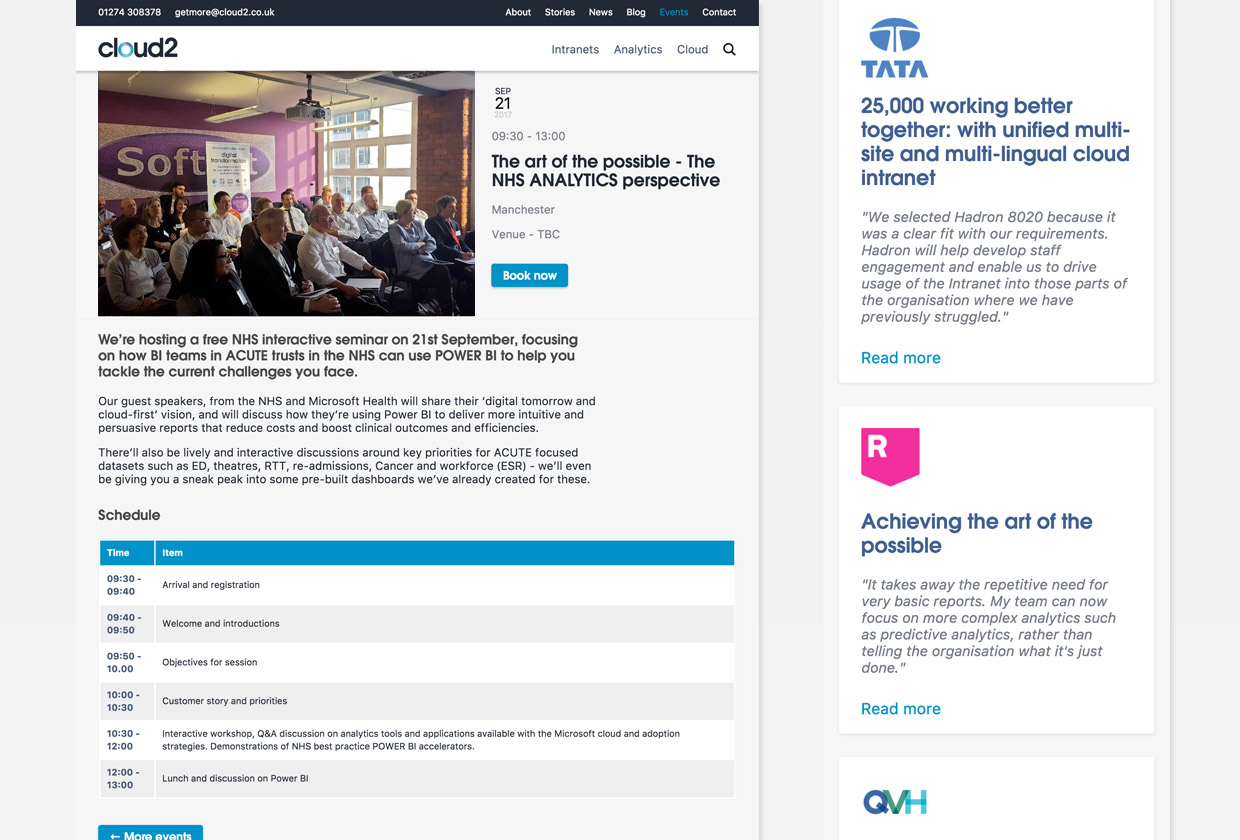 01274 308378 getmore@cloud2.co.uk About Stories News Blog Events Contact
cloud2 Intranets Analytics Cloud
digital
transformation
SEP
21
2017
09:30 - 13:00
The art of the possible - The
NHS ANALYTICS perspective
Manchester
Venue - TBC
Book now
We’re hosting a free NHS interactive seminar on 21st September, focusing
on how BI teams in ACUTE trusts in the NHS can use POWER BI to help you
tackle the current challenges you face.
Our guest speakers, from the NHS and Microsoft Health will share their ‘digital tomorrow and
cloud-first’ vision, and will discuss how they’re using Power BI to deliver more intuitive and
persuasive reports that reduce costs and boost clinical outcomes and efficiencies.
There’ll also be lively and interactive discussions around key priorities for ACUTE focused
datasets such as ED, theatres, RTT, re-admissions, Cancer and workforce (ESR) - we’ll even
be giving you a sneak peak into some pre-built dashboards we’ve already created for these.
Schedule
Time Item
09:30 -
09:40
Arrival and registration
09:40 -
09:50
Welcome and introductions
09:50 -
10.00
Objectives for session
10:00 -
10:30
Customer story and priorities
10:30 -
12:00
Interactive workshop, Q&A discussion on analytics tools and applications available with the Microsoft cloud and adoption
strategies. Demonstrations of NHS best practice POWER BI accelerators.
12:00 -
13:00
Lunch and discussion on Power BI
← More events
TATA
25,000 working better
together: with unified multi-
site and multi-lingual cloud
intranet
"We selected Hadron 8020 because it
was a clear fit with our requirements.
Hadron will help develop staff
engagement and enable us to drive
usage of the Intranet into those parts of
the organisation where we have
previously struggled."
Read more
R
Achieving the art of the
possible
"It takes away the repetitive need for
very basic reports. My team can now
focus on more complex analytics such
as predictive analytics, rather than
telling the organisation what it's just
done."
Read more
QVH